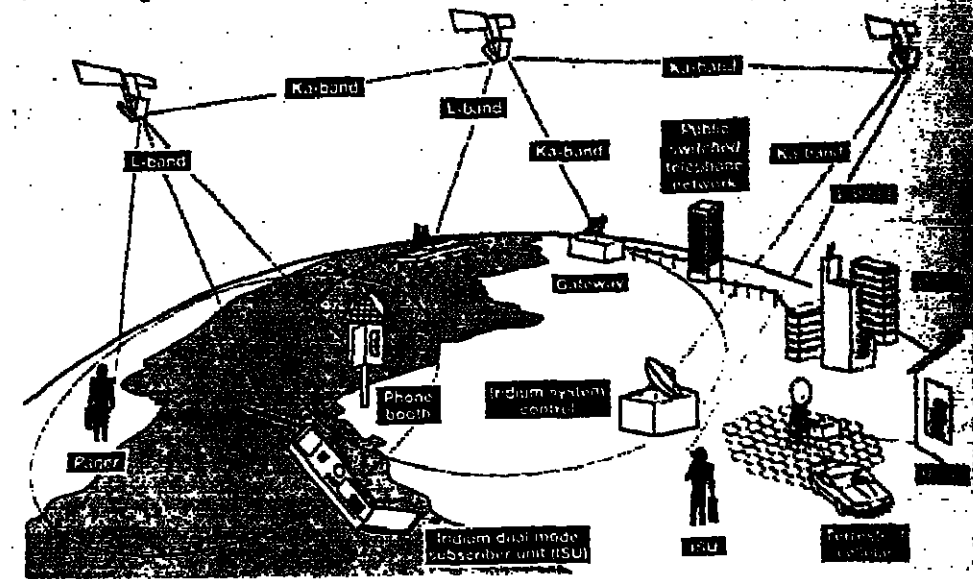 Ka-band
Ka-band
L-band
L-band
Ka-band
Public
switched
telephone
network
Ka-band
Gateway
Phone
booth
Iridium system
control
Pager
Iridium dual mode
subscriber unit (ISU)
ISU
cellular